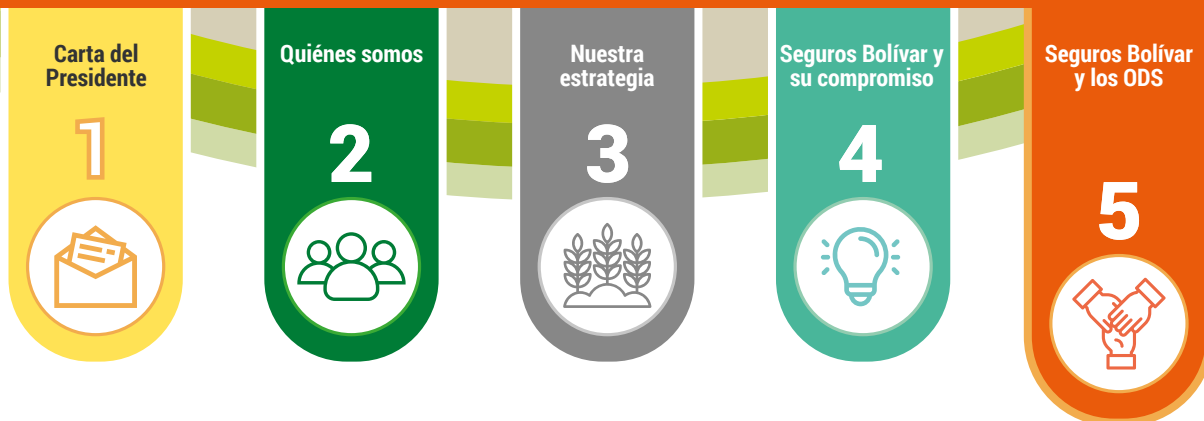 Carta del
Presidente
1
Quiénes somos
2
Nuestra
estrategia
3
Seguros Bolívar y
su compromiso
4
Seguros Bolívar
y los ODS
5